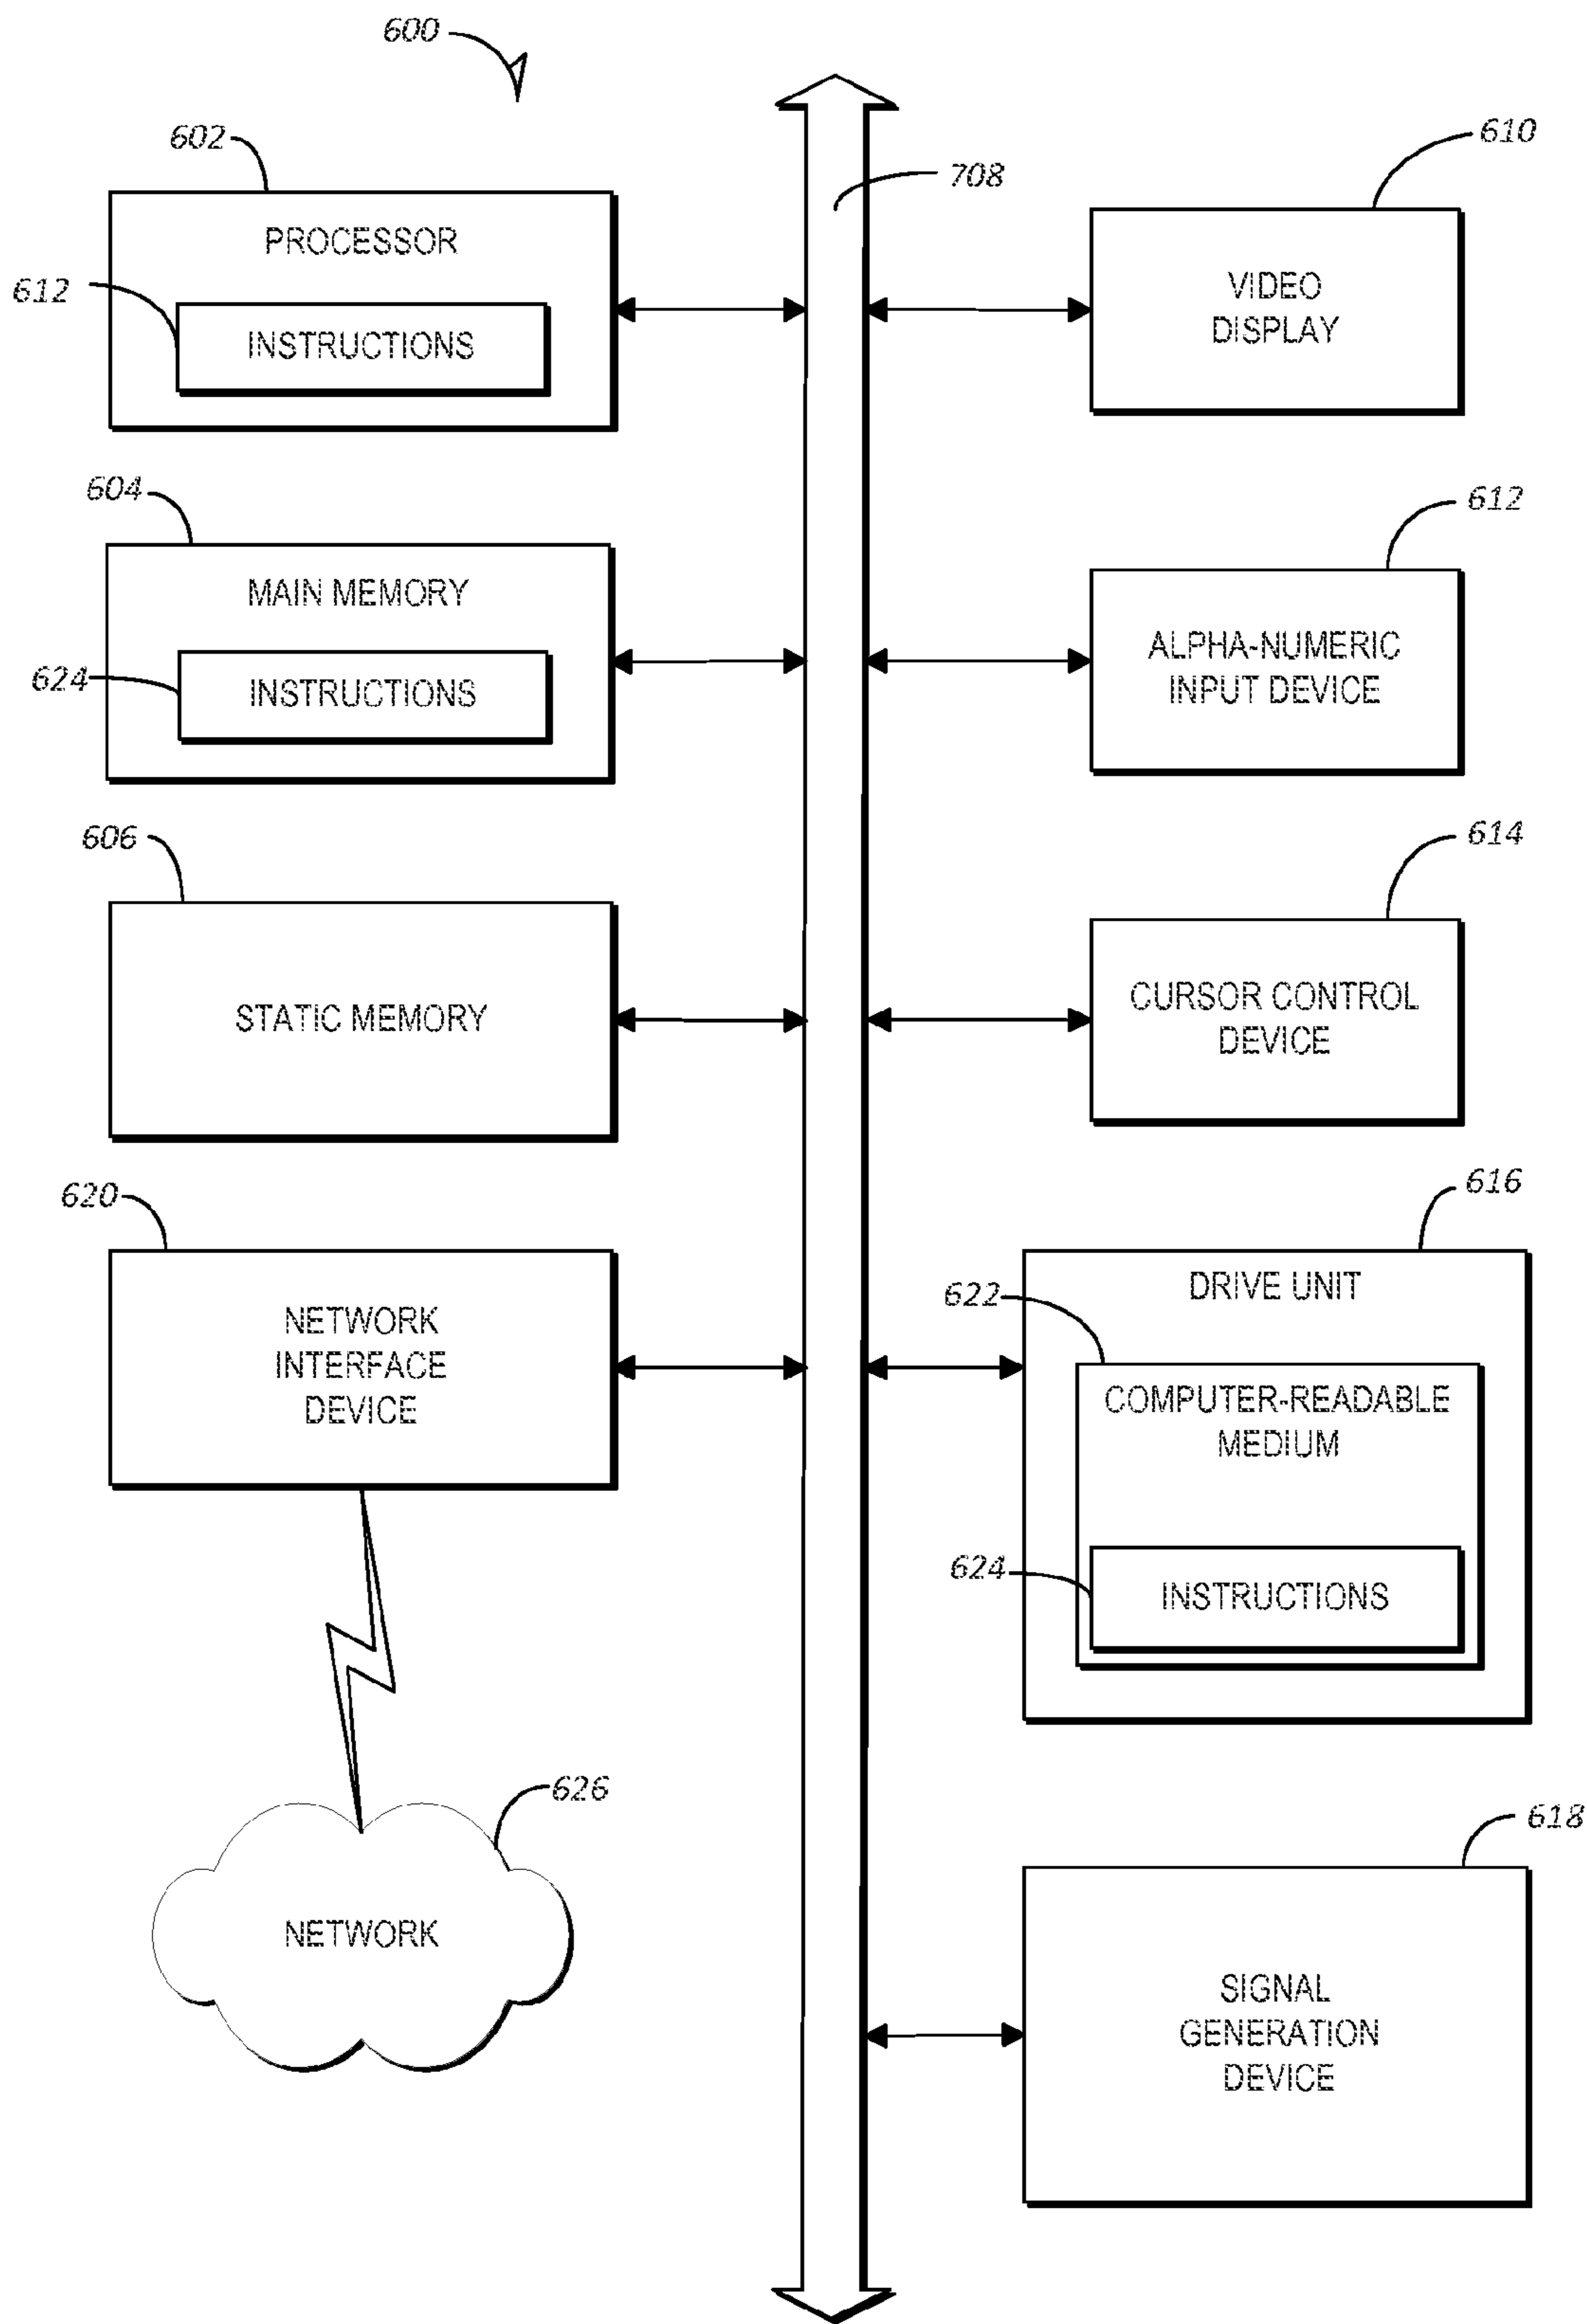 600
602
PROCESSOR
612
INSTRUCTIONS
604
MAIN MEMORY
624
INSTRUCTIONS
606
STATIC MEMORY
620
NETWORK
INTERFACE
DEVICE
626
NETWORK
708
610
VIDEO
DISPLAY
612
ALPHA-NUMERIC
INPUT DEVICE
614
CURSOR CONTROL
DEVICE
616
DRIVE UNIT
622
COMPUTER-READABLE
MEDIUM
624
INSTRUCTIONS
618
SIGNAL
GENERATION
DEVICE